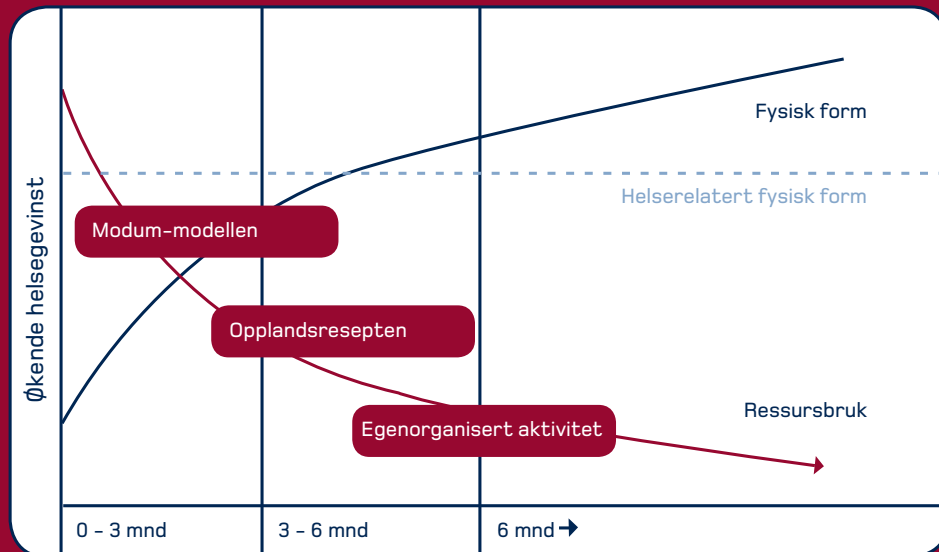 Økende helsegevinst
Fysisk form
Helserelatert fysisk form
Modum-modellen
Opplandsresepten
Ressursbruk
Egenorganisert aktivitet
0 - 3 mnd
3 - 6 mnd
6 mnd